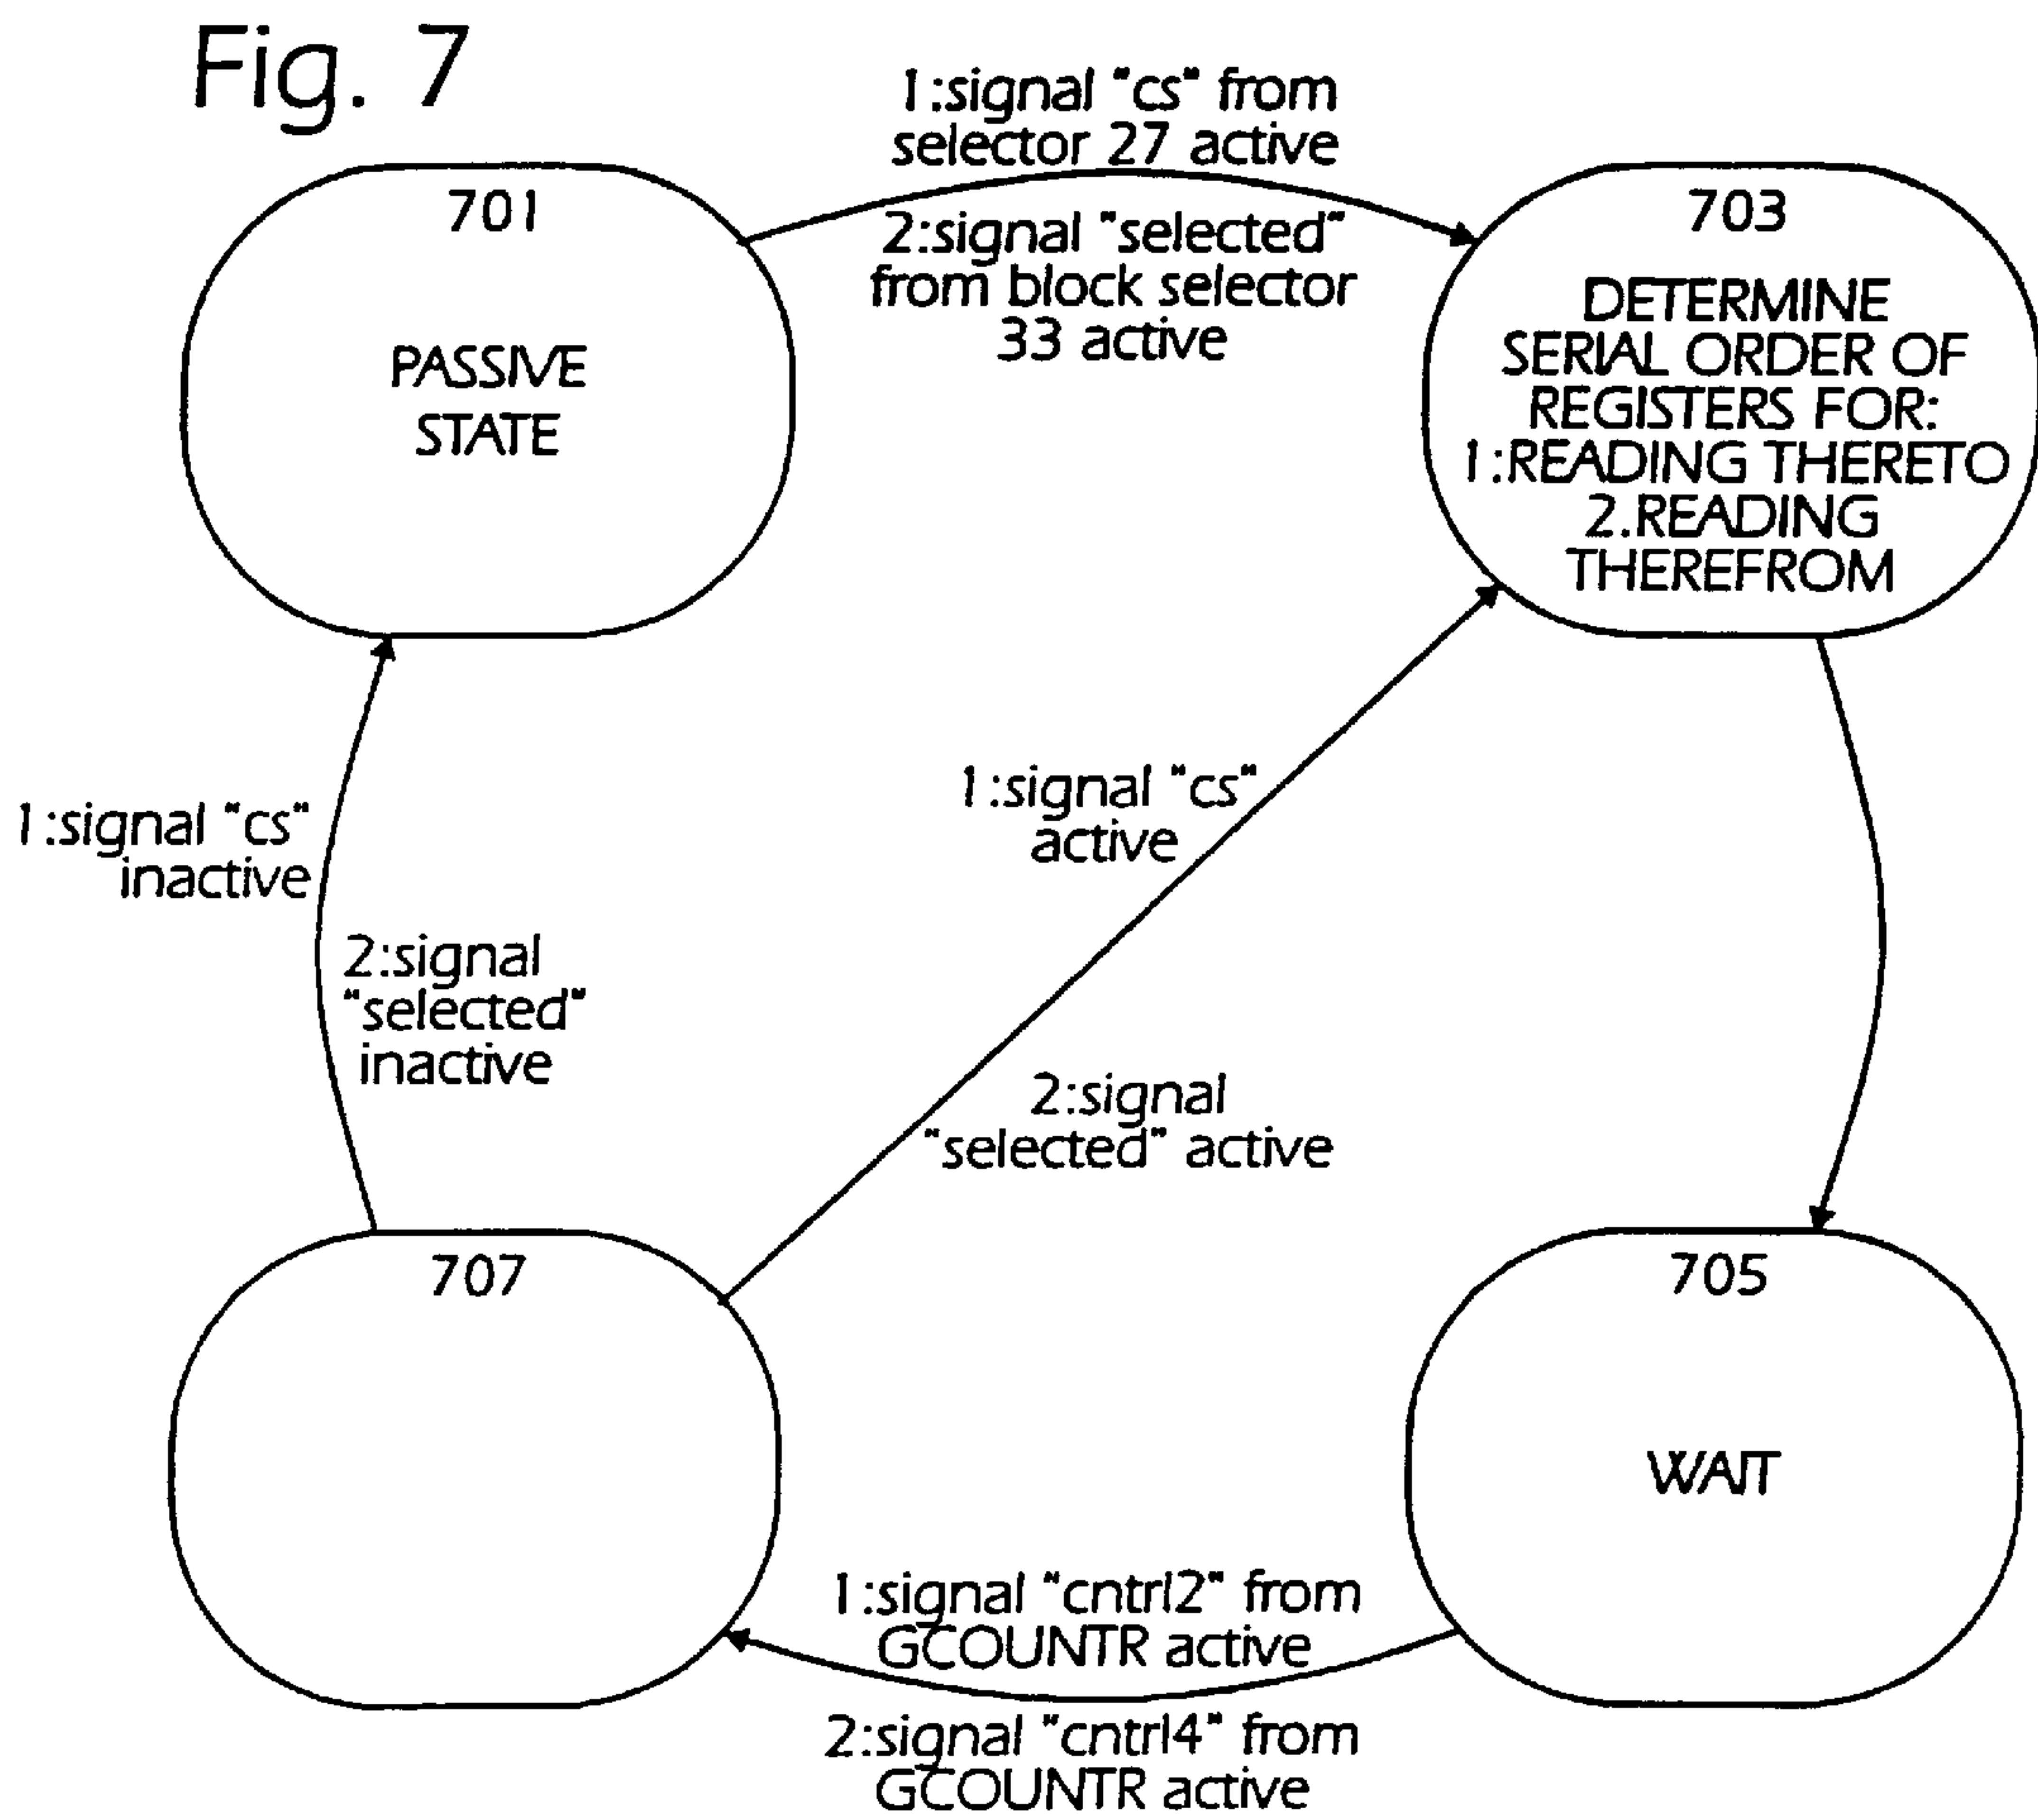 Fig. 7
1:signal "cs" from
selector 27 active
2:signal "selected"
from block selector
33 active
701
PASSIVE
STATE
703
DETERMINE
SERIAL ORDER OF
REGISTERS FOR:
1:READING THERETO
2.READING
THEREFROM
1:signal "cs"
inactive
2:signal
"selected"
inactive
1:signal "cs"
active
2:signal
"selected" active
707
705
WAIT
1:signal "cntrl2" from
GCOUNTR active
2:signal "cntrl4" from
GCOUNTR active